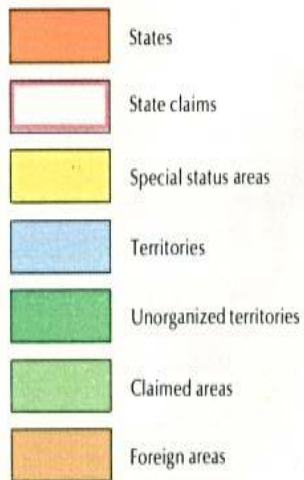 States
State claims
Special status areas
Territories
Unorganized territories
Claimed areas
Foreign areas